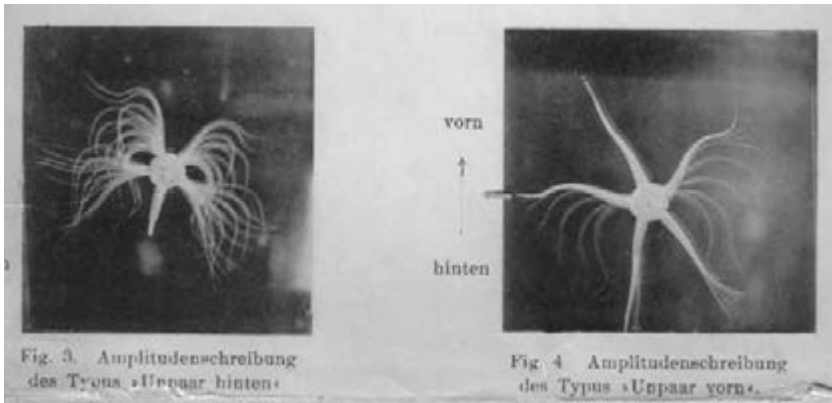 vorn
hinten
Fig. 3. Amplitudenschreibung
des Typus »Unpaar hinten«
Fig 4 Amplitudenschreibung
des Typus »Unpaar vorn«.